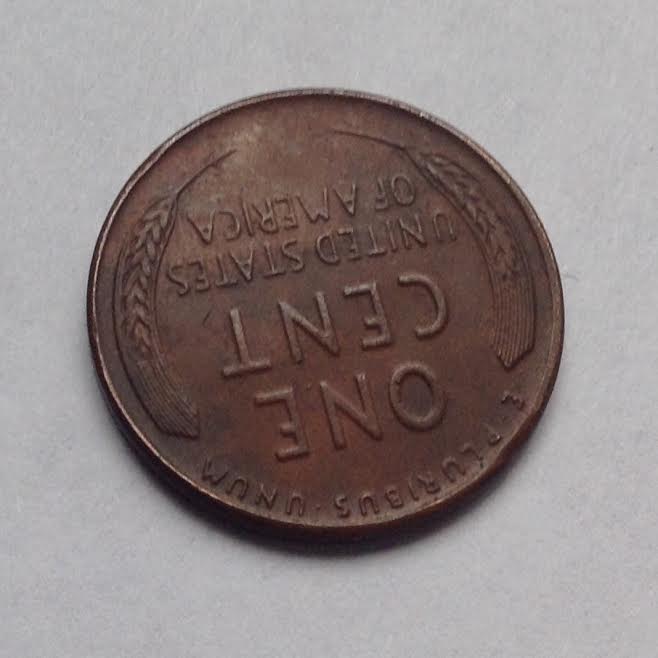 E · PLURIBUS · UNUM
ONE
CENT
UNITED STATES
OF AMERICA